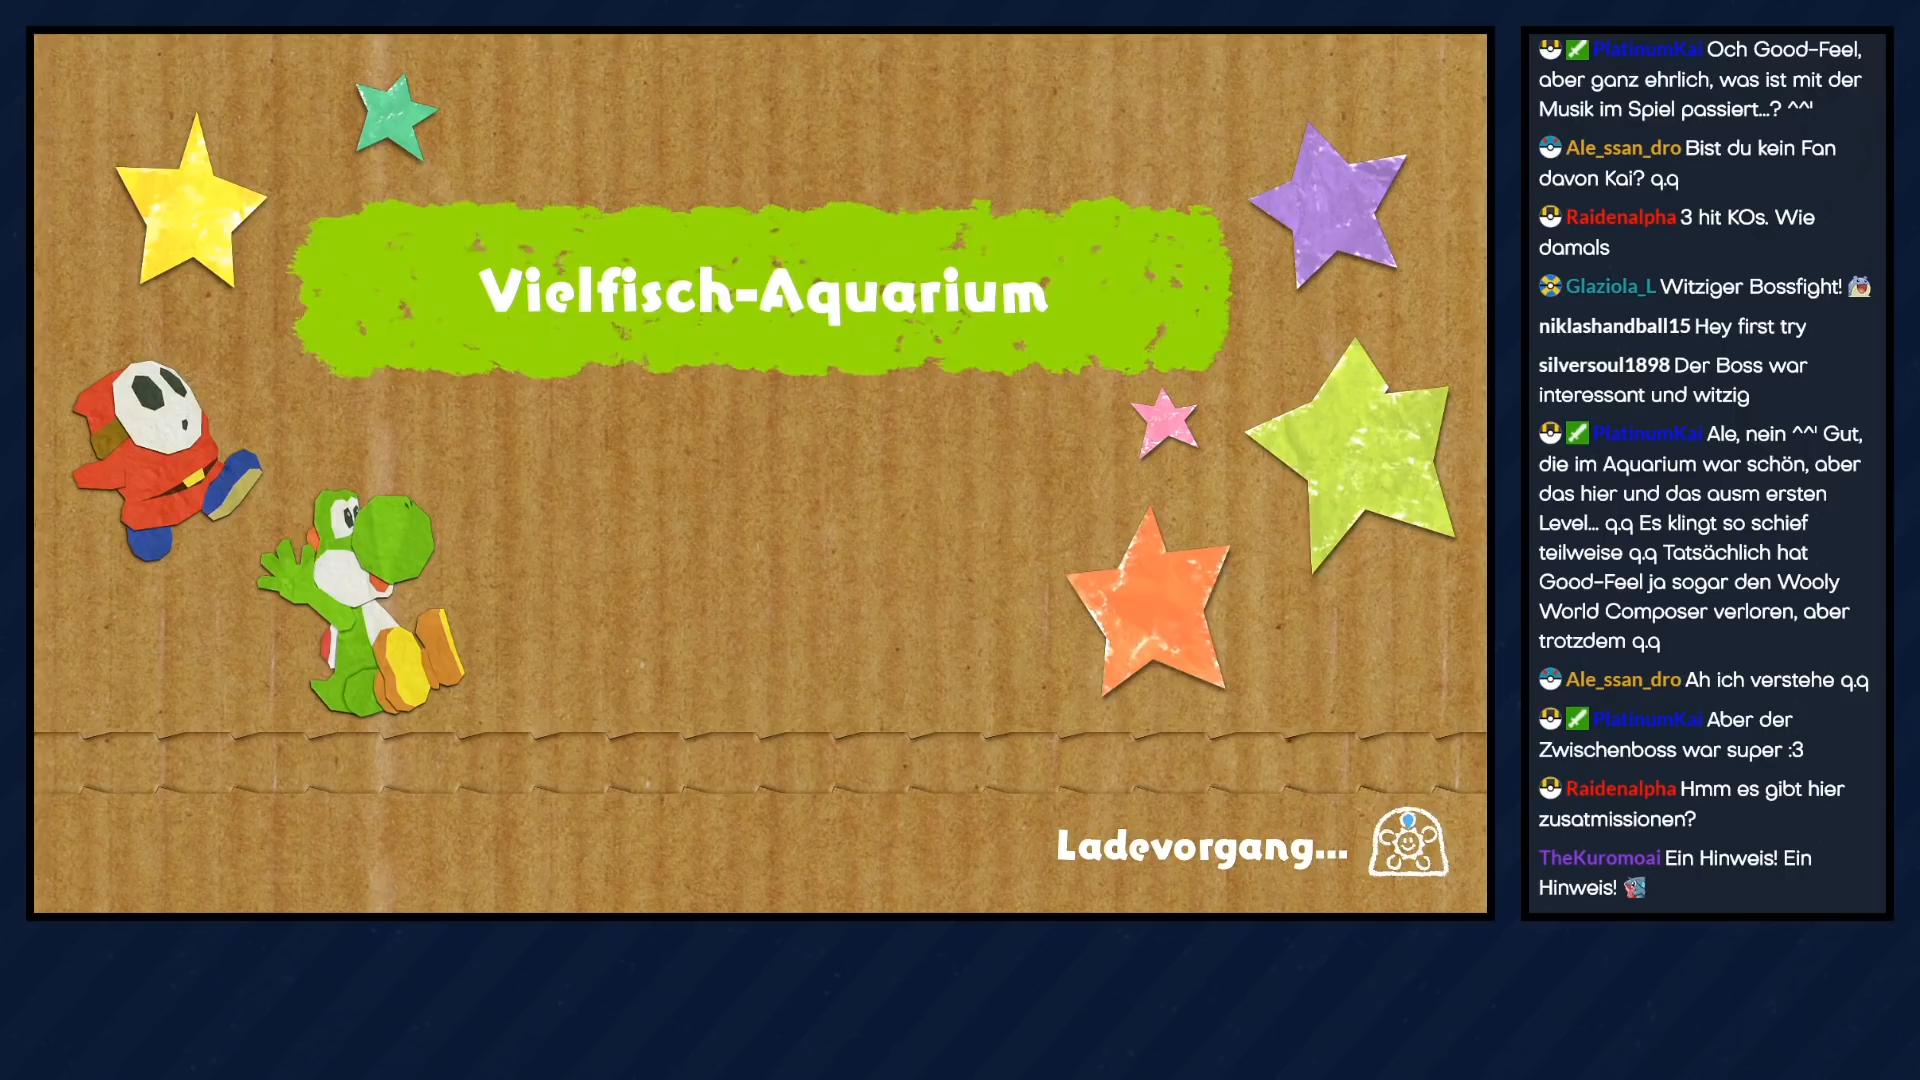 Vielfisch-Aquarium
Ladevorgang...
PlatinumKai Och Good-Feel,
aber ganz ehrlich, was ist mit der
Musik im Spiel passiert...? ^^'
Ale_ssan_dro Bist du kein Fan
davon Kai? q.q
Raidenalpha 3 hit KOs. Wie
damals
Glaziola_L Witziger Bossfight!
niklashandball15 Hey first try
silversoul1898 Der Boss war
interessant und witzig
PlatinumKai Ale, nein ^^' Gut,
die im Aquarium war schön, aber
das hier und das ausm ersten
Level... q.q Es klingt so schief
teilweise q.q Tatsächlich hat
Good-Feel ja sogar den Wooly
World Composer verloren, aber
trotzdem q.q
Ale_ssan_dro Ah ich verstehe q.q
PlatinumKai Aber der
Zwischenboss war super :3
Raidenalpha Hmm es gibt hier
zusatmissionen?
TheKuromoai Ein Hinweis! Ein
Hinweis!